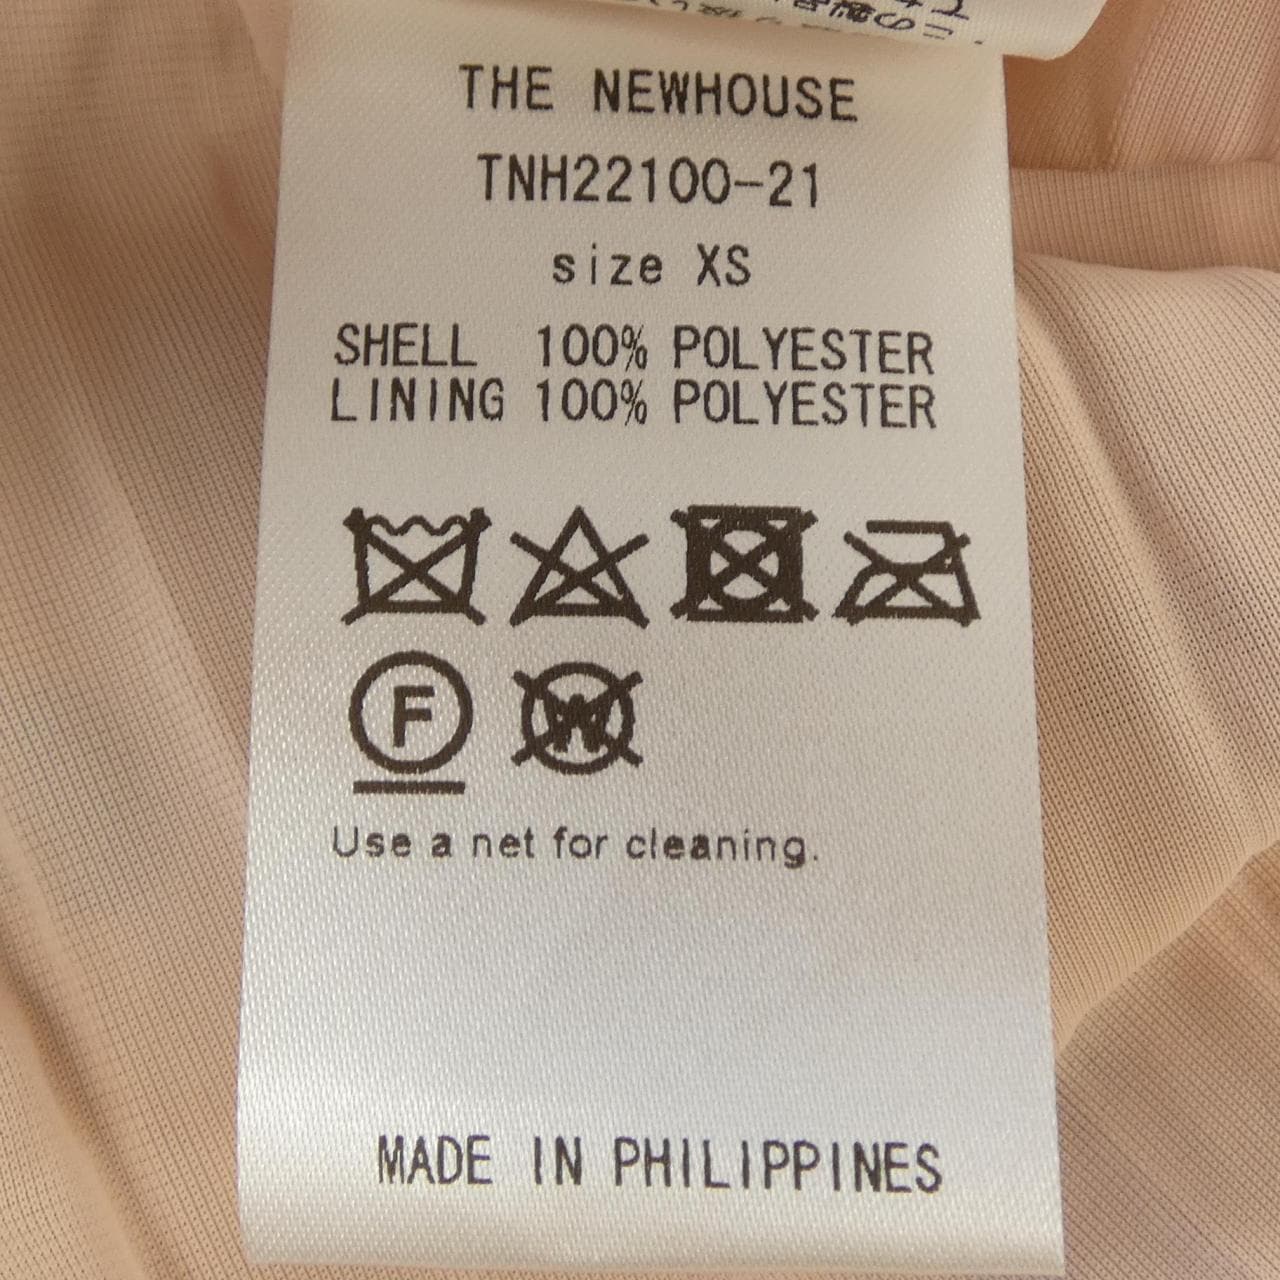 THE NEWHOUSE
TNH22100-21
size XS
SHELL 100% POLYESTER
LINING 100% POLYESTER
F
W
Use a net for cleaning.
MADE IN PHILIPPINES